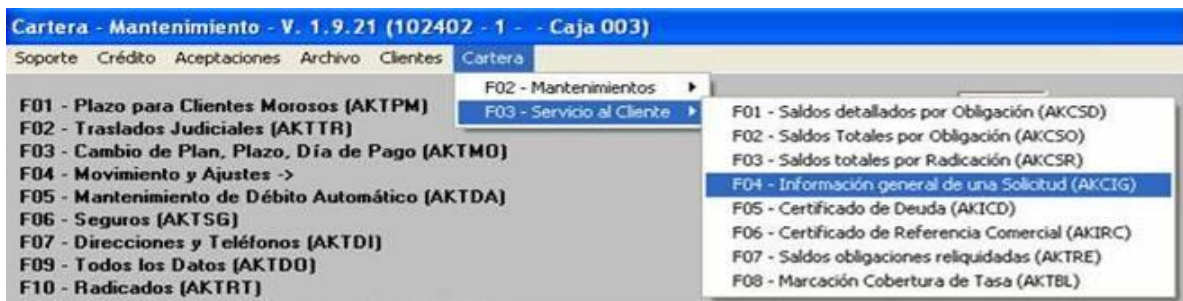 Cartera - Mantenimiento - V. 1.9.21 (102402 - 1 - - Caja 003)
Soporte Crédito Aceptaciones Archivo Clientes Cartera
F02 - Mantenimientos
F03 - Servicio al Cliente
F01 - Plazo para Clientes Morosos (AKTPM)
F02 - Traslados Judiciales (AKTTR)
F03 - Cambio de Plan, Plazo, Día de Pago (AKTMO)
F04 - Movimiento y Ajustes ->
F05 - Mantenimiento de Débito Automático (AKTDA)
F06 - Seguros (AKTSG)
F07 - Direcciones y Teléfonos (AKTDI)
F09 - Todos los Datos (AKTDO)
F10 - Radicados (AKTRT)
F01 - Saldos detallados por Obligación (AKCSD)
F02 - Saldos Totales por Obligación (AKCSO)
F03 - Saldos totales por Radicación (AKCSR)
F04 - Información general de una Solicitud (AKCIG)
F05 - Certificado de Deuda (AKICD)
F06 - Certificado de Referencia Comercial (AKIRC)
F07 - Saldos obligaciones reliquidadas (AKTRE)
F08 - Marcación Cobertura de Tasa (AKTBL)